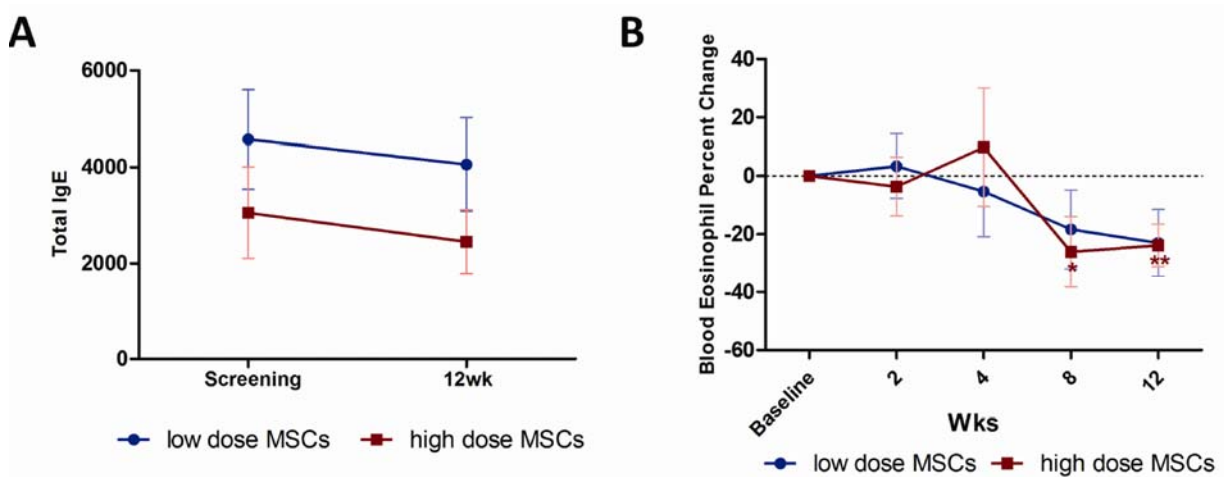 A
Total IgE
6000
4000
2000
0
Screening 12wk
low dose MSCs high dose MSCs
B
Blood Eosinophil Percent Change
40
20
0
-20
-40
-60
* **
Baseline 2 4 8 12
Wks
low dose MSCs high dose MSCs